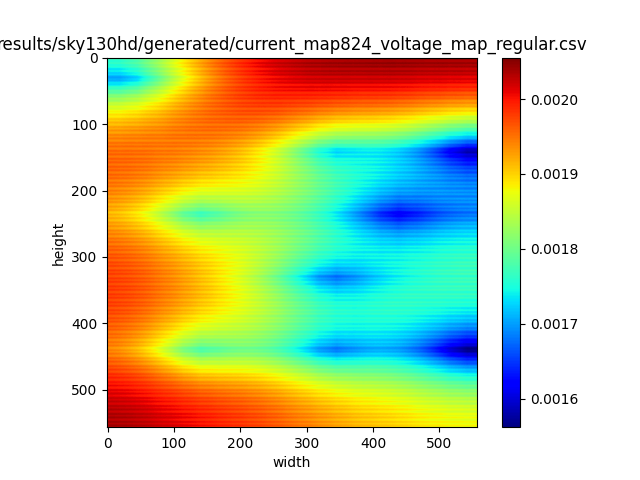 results/sky130hd/generated/current_map824_voltage_map_regular.csv
0
100
200
300
400
500
height
0 100 200 300 400 500
width
0.0020
0.0019
0.0018
0.0017
0.0016